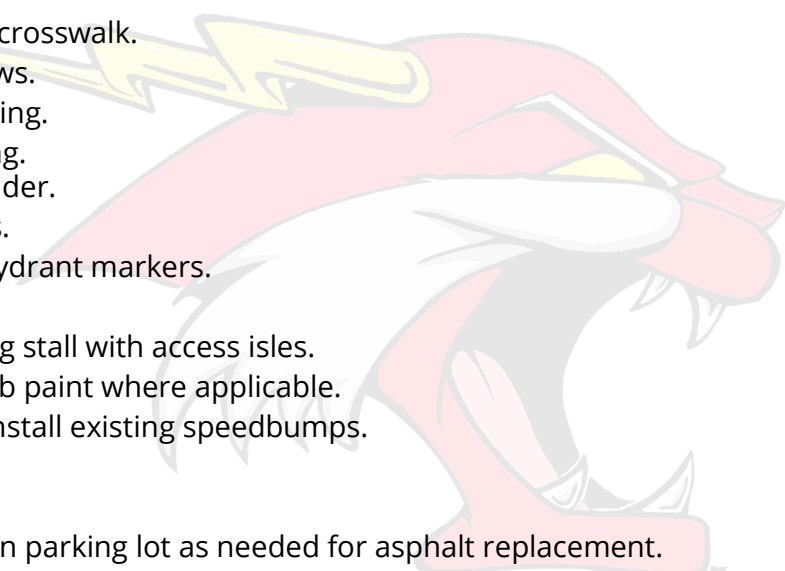 crosswalk.
ws.
ing.
g.
der.
s.
ydrant markers.
g stall with access isles.
b paint where applicable.
nstall existing speedbumps.
n parking lot as needed for asphalt replacement.